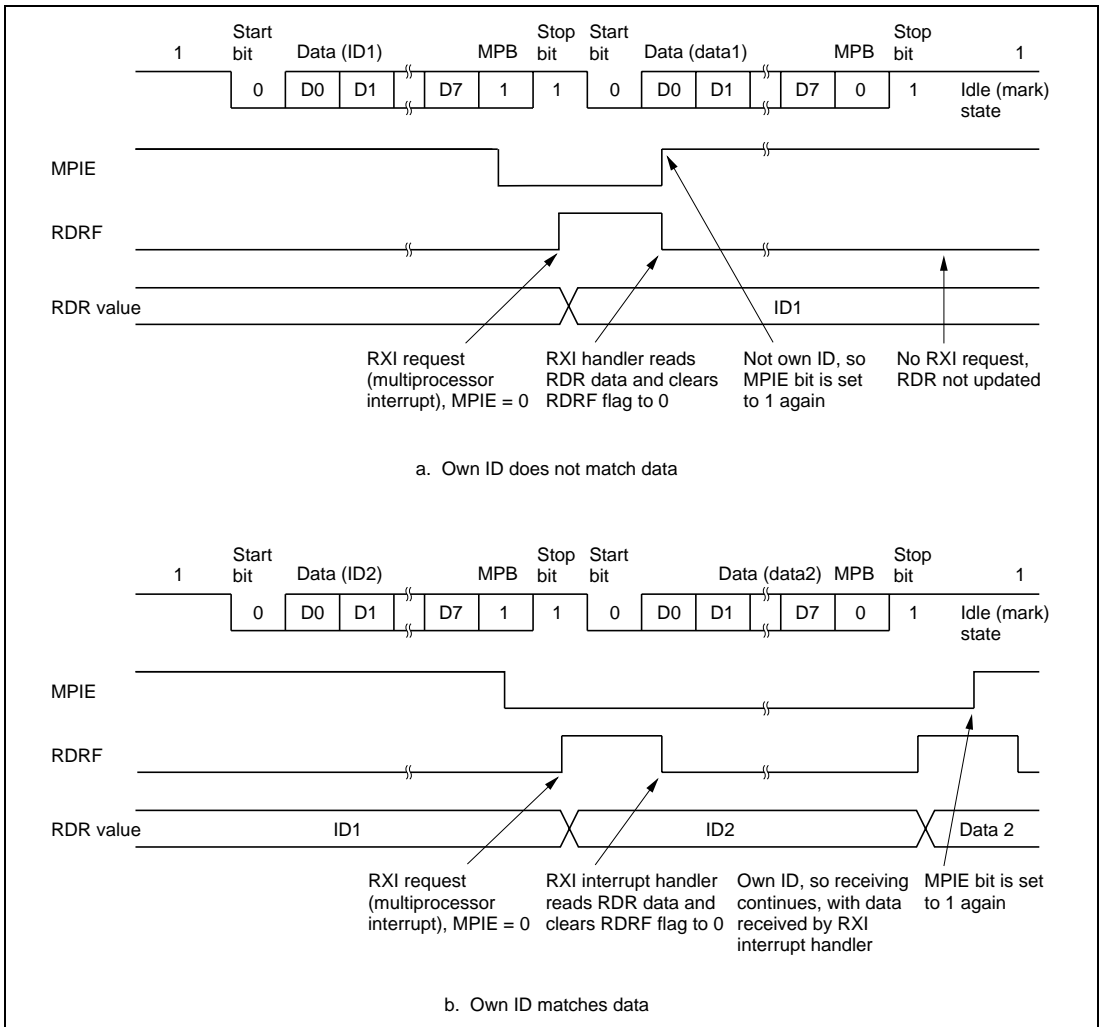 Start Stop Start Stop
1 bit Data (ID1) MPB bit bit Data (data1) MPB bit 1
0 D0 D1 D7 1 1 0 D0 D1 D7 0 1 Idle (mark)
state
MPIE
RDRF
RDR value ID1
RXI request
(multiprocessor
interrupt), MPIE = 0
RXI handler reads
RDR data and clears
RDRF flag to 0
Not own ID, so
MPIE bit is set
to 1 again
No RXI request,
RDR not updated
a. Own ID does not match data
Start Stop Start Stop
1 bit Data (ID2) MPB bit bit Data (data2) MPB bit 1
0 D0 D1 D7 1 1 0 D0 D1 D7 0 1 Idle (mark)
state
MPIE
RDRF
RDR value ID1 ID2 Data 2
RXI request
(multiprocessor
interrupt), MPIE = 0
RXI interrupt handler
reads RDR data and
clears RDRF flag to 0
Own ID, so receiving
continues, with data
received by RXI
interrupt handler
MPIE bit is set
to 1 again
b. Own ID matches data